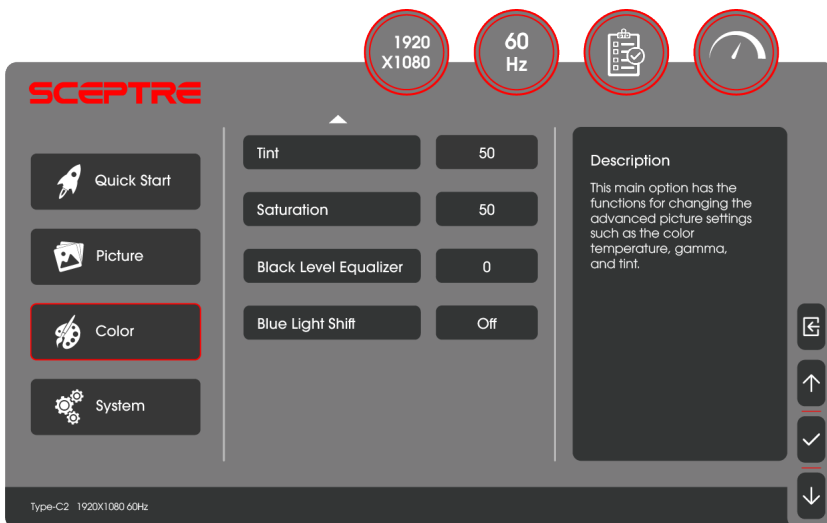 1920
X1080
60
Hz
SCEPTRE
Quick Start
Picture
Color
System
Tint
50
Saturation
50
Black Level Equalizer
0
Blue Light Shift
Off
Description
This main option has the
functions for changing the
advanced picture settings
such as the color
temperature, gamma,
and tint.
Type-C2 1920X1080 60Hz